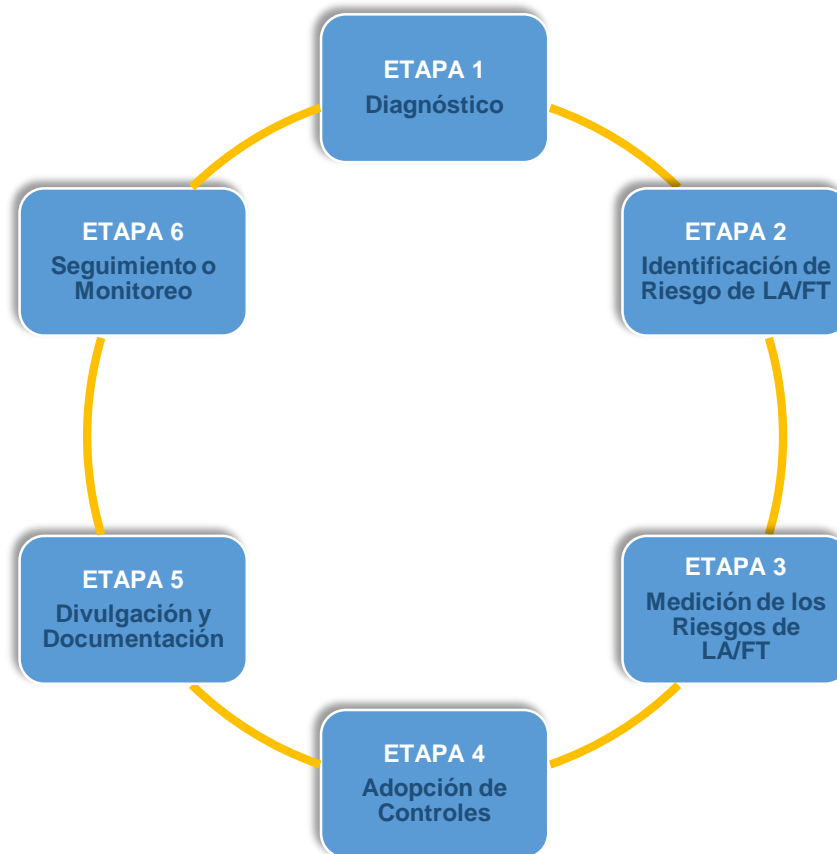 ETAPA 1
Diagnóstico
ETAPA 2
Identificación de
Riesgo de LA/FT
ETAPA 3
Medición de los
Riesgos de
LA/FT
ETAPA 4
Adopción de
Controles
ETAPA 5
Divulgación y
Documentación
ETAPA 6
Seguimiento o
Monitoreo